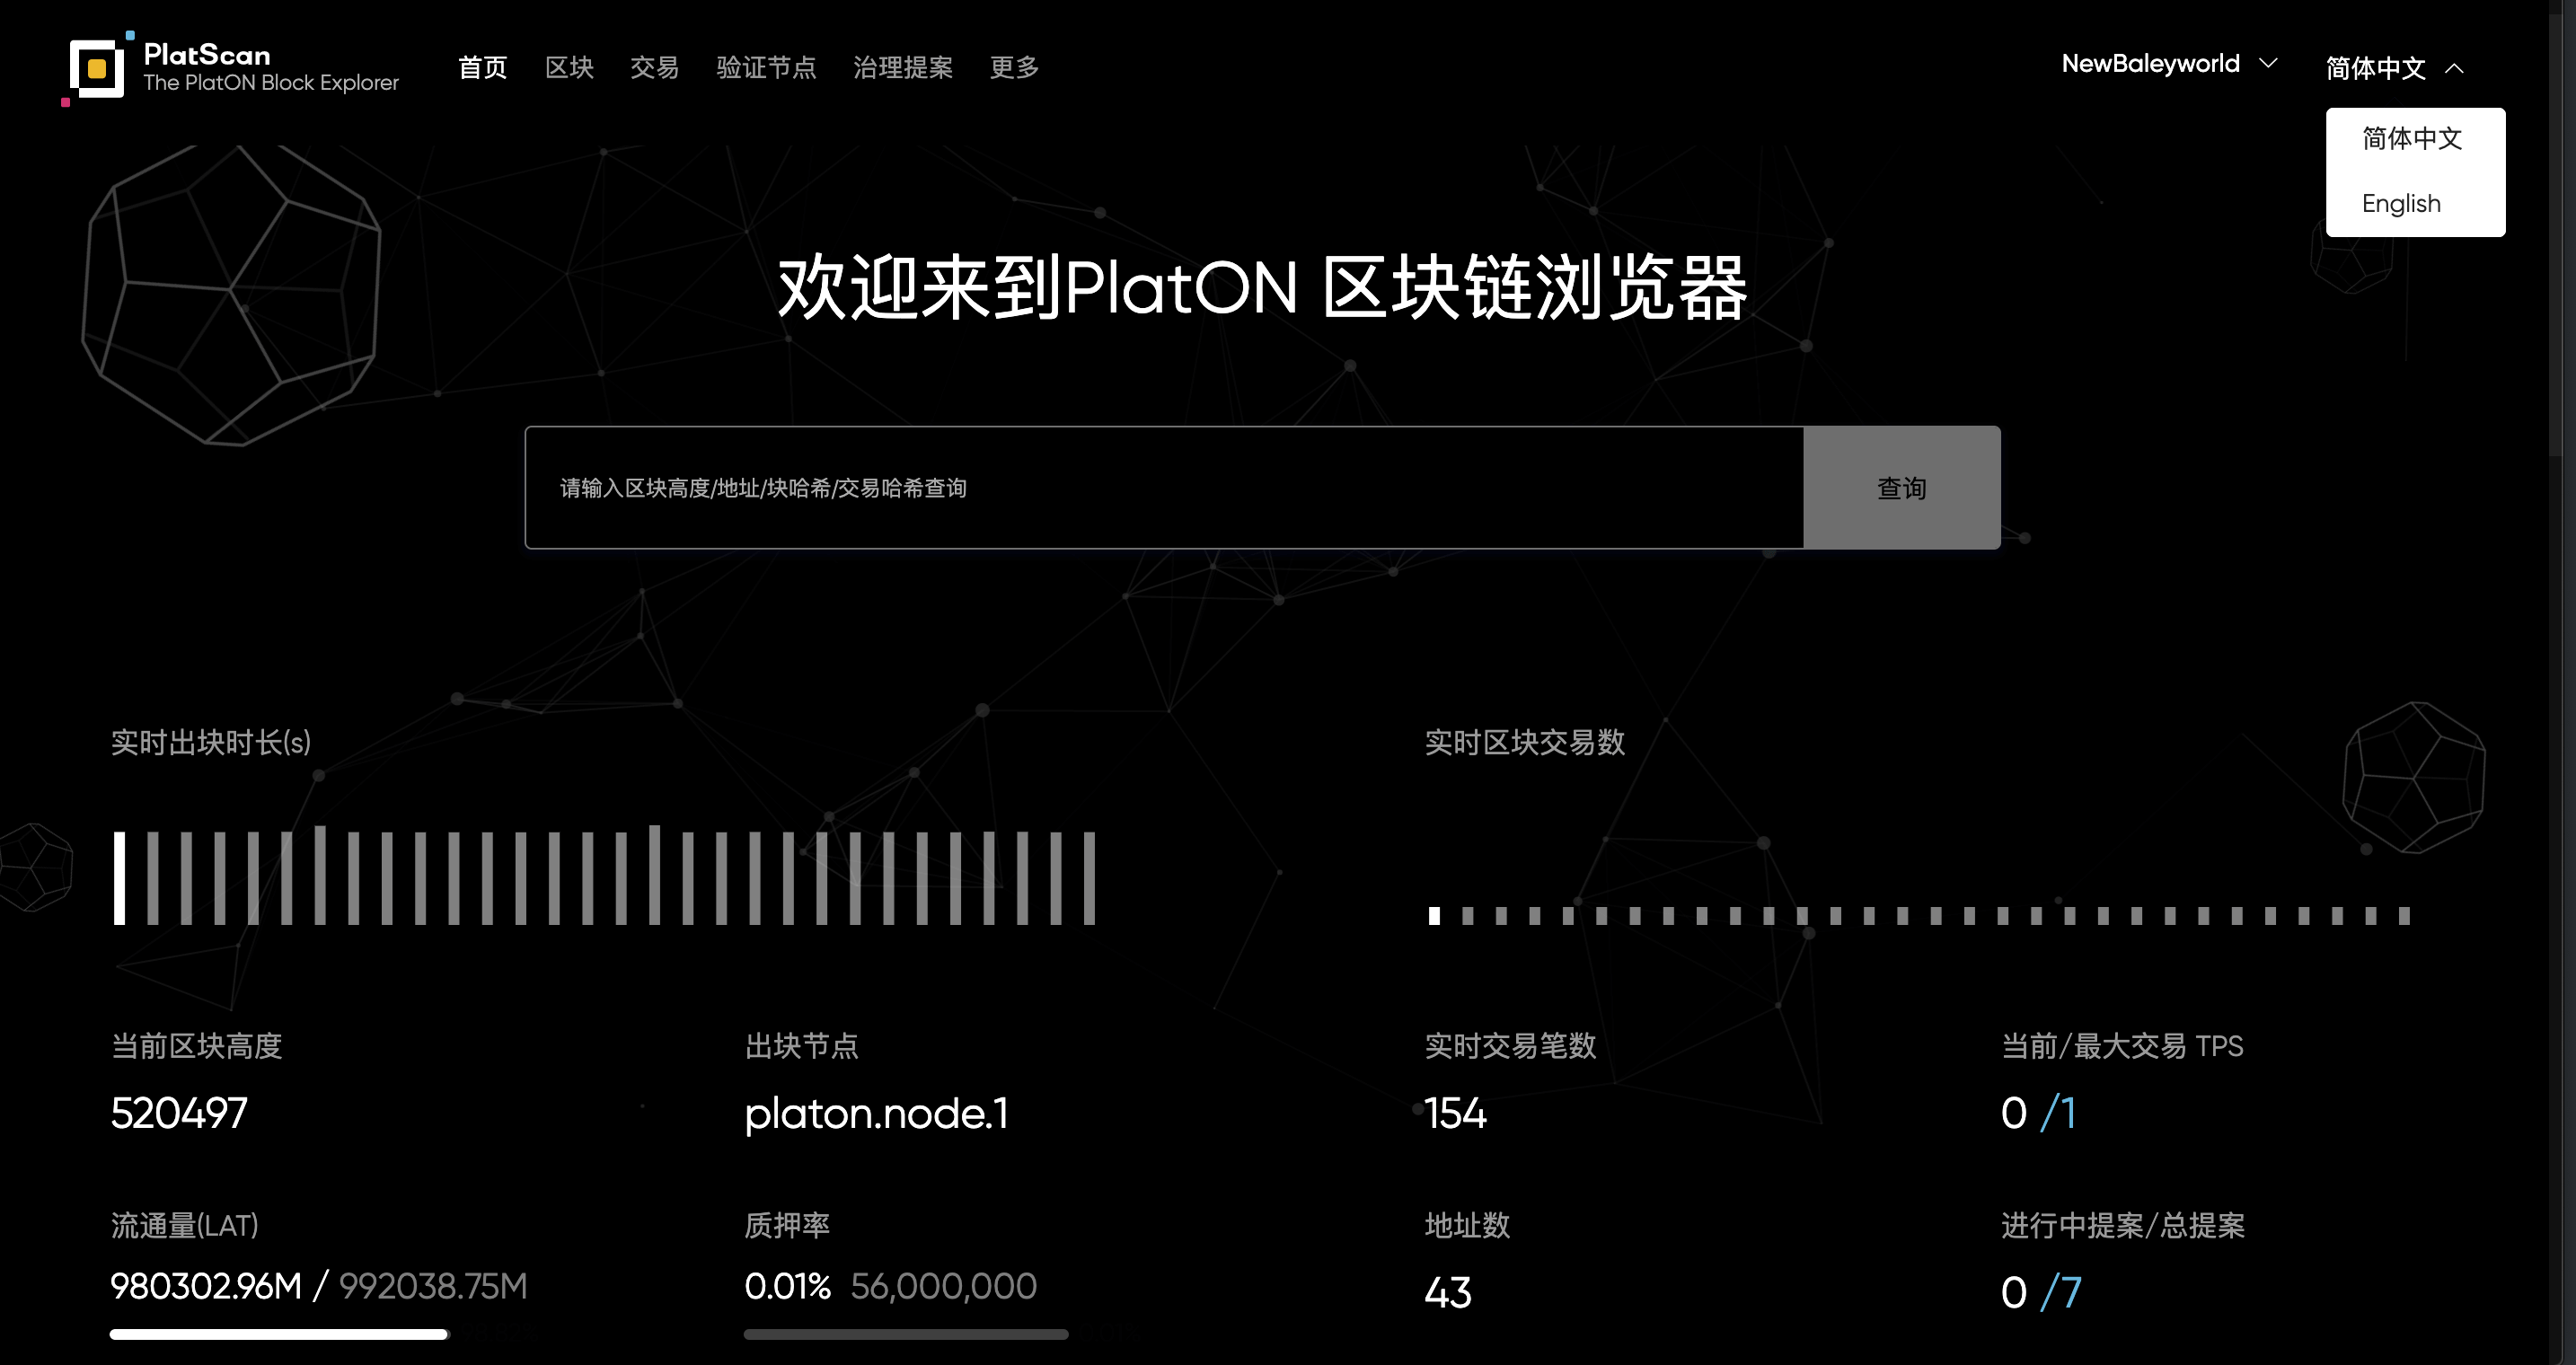 PlatScan
The PlatON Block Explorer
首页 区块 交易 验证节点 治理提案 更多
NewBaleyworld
简体中文
简体中文
English
欢迎来到PlatON 区块链浏览器
请输入区块高度/地址/块哈希/交易哈希查询
查询
实时出块时长(s)
实时区块交易数
当前区块高度
520497
出块节点
platon.node.1
实时交易笔数
154
当前/最大交易 TPS
0 /1
流通量(LAT)
980302.96M / 992038.75M
质押率
0.01% 56,000,000
地址数
43
进行中提案/总提案
0 /7